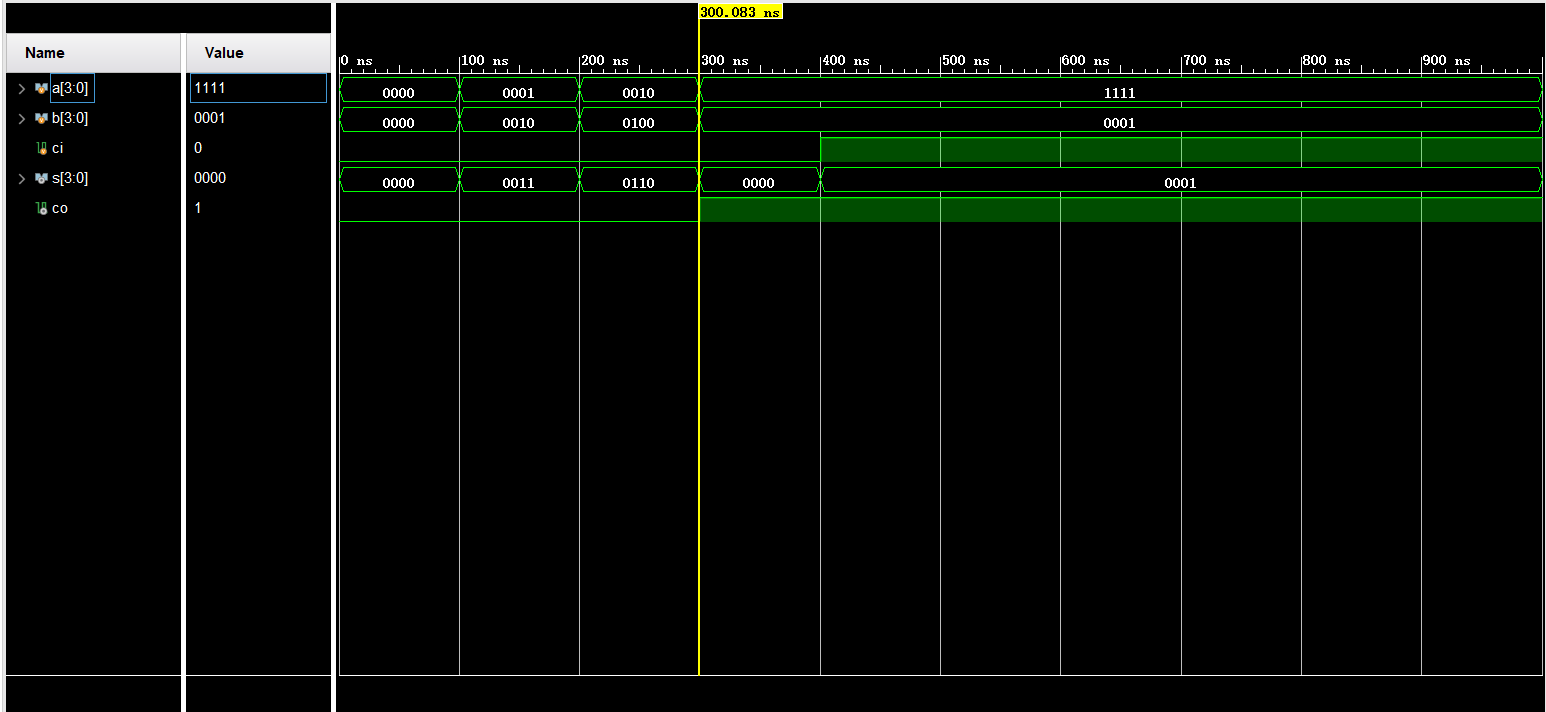 300.083 ns
Name Value
0 ns 100 ns 200 ns 300 ns 400 ns 500 ns 600 ns 700 ns 800 ns 900 ns
a[3:0] 1111 0000 0001 0010 1111
b[3:0] 0001 0000 0010 0100 0001
ci 0
s[3:0] 0000 0000 0011 0110 0000 0001
co 1